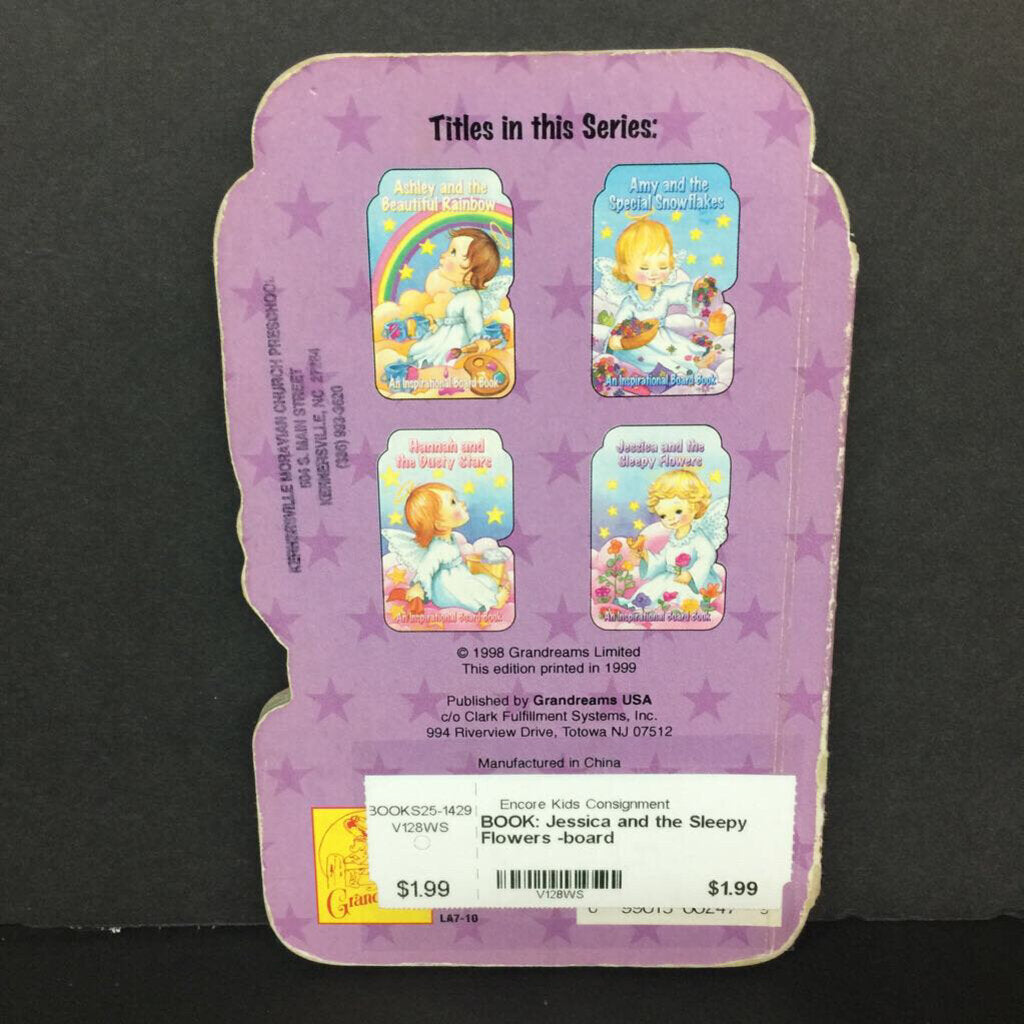 Titles in this Series:
Ashley and the
Beautiful Rainbow
An Inspirational Board Book
Amy and the
Special Snowflakes
An Inspirational Board Book
Hannah and
the Dusty Stars
An Inspirational Board Book
Jessica and the
Sleepy Flowers
An Inspirational Board Book
KERNERSVILLE MORAVIAN CHURCH PRESCHOOL
504 S. MAIN STREET
KERNERSVILLE, NC 27284
© 1998 Grandreams Limited
This edition printed in 1999
Published by Grandreams USA
c/o Clark Fulfillment Systems, Inc.
994 Riverview Drive, Totowa NJ 07512
Manufactured in China
BOOKS25-1429
V128WS
$1.99
Encore Kids Consignment
BOOK: Jessica and the Sleepy
Flowers -board
V128WS
$1.99
LA7-10